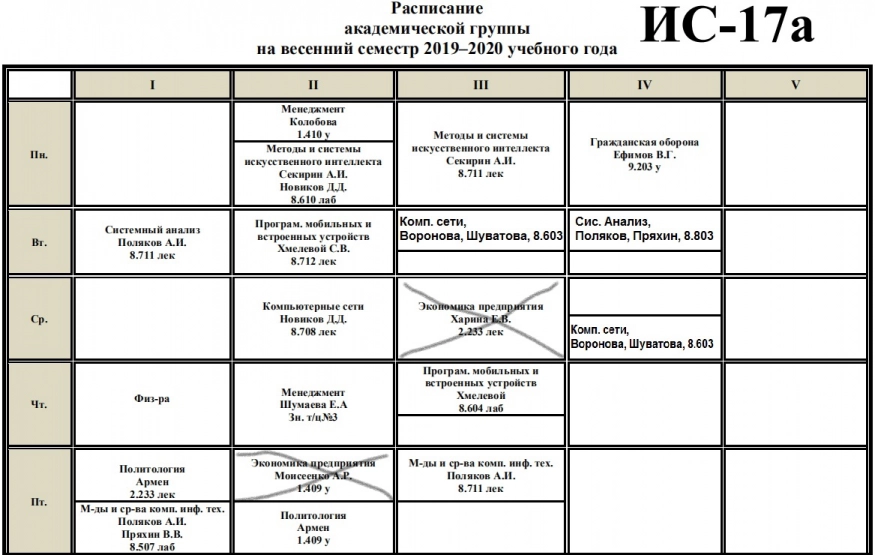 Расписание
академической группы
на весенний семестр 2019–2020 учебного года
ИС-17а
I
II
III
IV
V
Пн.
Менеджмент
Колобова
1.410 у
Методы и системы
искусственного интеллекта
Секирин А.И.
Новиков Д.Д.
8.610 лаб
Методы и системы
искусственного интеллекта
Секирин А.И.
8.711 лек
Гражданская оборона
Ефимов В.Г.
9.203 у
Вт.
Системный анализ
Поляков А.И.
8.711 лек
Програм. мобильных и
встроенных устройств
Хмелевой С.В.
8.712 лек
Комп. сети,
Воронова, Шуватова, 8.603
Сис. Анализ,
Поляков, Пряхин, 8.803
Ср.
Компьютерные сети
Новиков Д.Д.
8.708 лек
Экономика предприятия
Харина Е.В.
2.233 лек
Комп. сети,
Воронова, Шуватова, 8.603
Чт.
Физ-ра
Менеджмент
Шумаева Е.А
Зн. т/ц.№3
Програм. мобильных и
встроенных устройств
Хмелевой
8.604 лаб
Пт.
Политология
Армен
2.233 лек
М-ды и ср-ва комп. инф. тех.
Поляков А.И.
Пряхин В.В.
8.507 лаб
Экономика предприятия
Моисеенко А.Р.
1.409 у
Политология
Армен
1.409 у
М-ды и ср-ва комп. инф. тех.
Поляков А.И.
8.711 лек